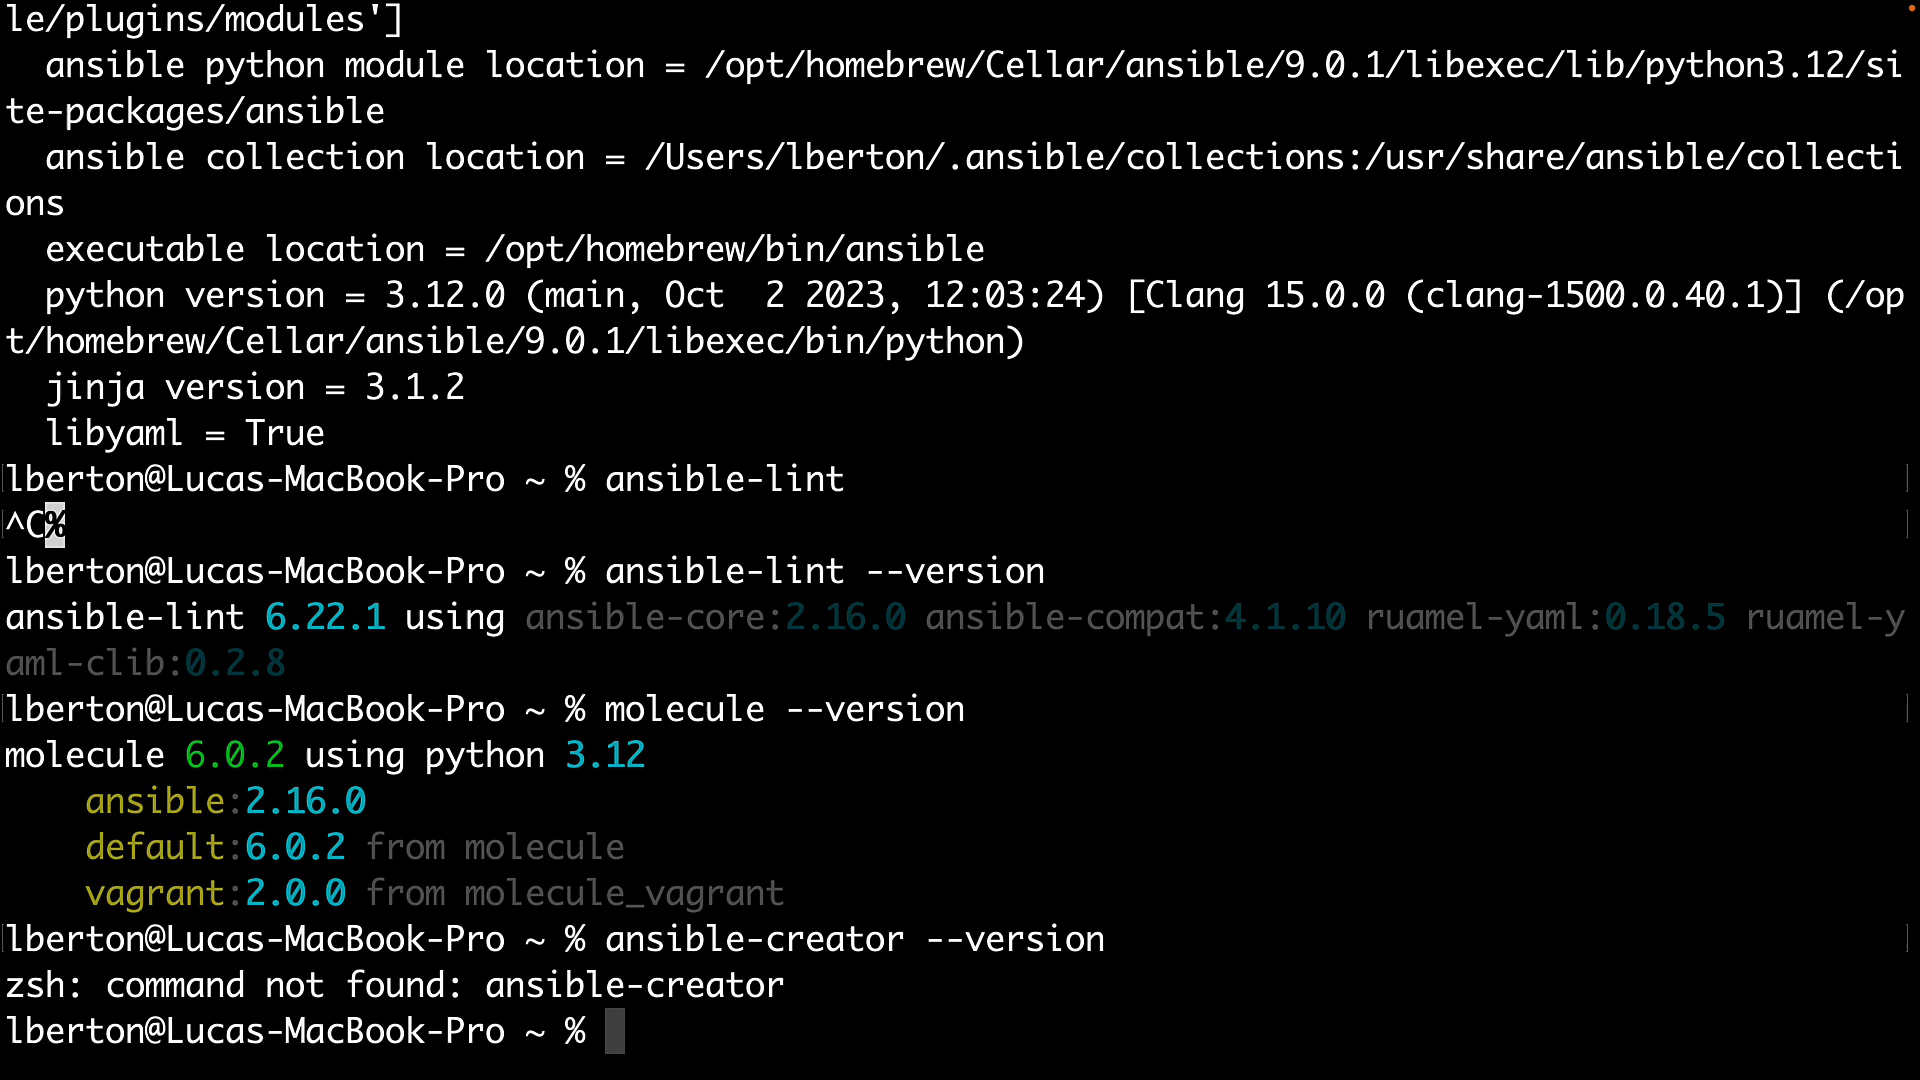 le/plugins/modules']
  ansible python module location = /opt/homebrew/Cellar/ansible/9.0.1/libexec/lib/python3.12/si
te-packages/ansible
  ansible collection location = /Users/lberton/.ansible/collections:/usr/share/ansible/collecti
ons
  executable location = /opt/homebrew/bin/ansible
  python version = 3.12.0 (main, Oct  2 2023, 12:03:24) [Clang 15.0.0 (clang-1500.0.40.1)] (/op
t/homebrew/Cellar/ansible/9.0.1/libexec/bin/python)
  jinja version = 3.1.2
  libyaml = True
lberton@Lucas-MacBook-Pro ~ % ansible-lint
^C%
lberton@Lucas-MacBook-Pro ~ % ansible-lint --version
ansible-lint 6.22.1 using ansible-core:2.16.0 ansible-compat:4.1.10 ruamel-yaml:0.18.5 ruamel-y
aml-clib:0.2.8
lberton@Lucas-MacBook-Pro ~ % molecule --version
molecule 6.0.2 using python 3.12
    ansible:2.16.0
    default:6.0.2 from molecule
    vagrant:2.0.0 from molecule_vagrant
lberton@Lucas-MacBook-Pro ~ % ansible-creator --version
zsh: command not found: ansible-creator
lberton@Lucas-MacBook-Pro ~ %